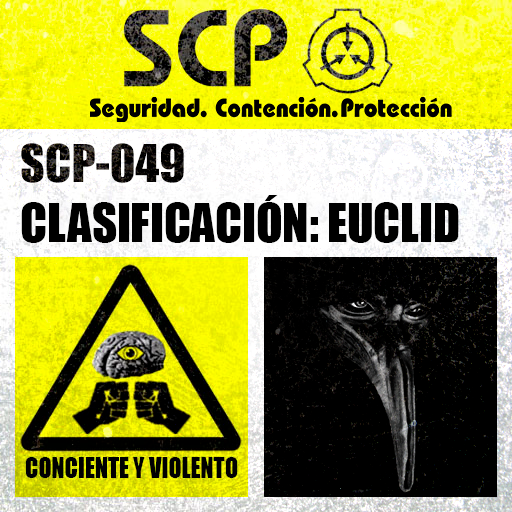 SCP
Seguridad. Contención. Protección
SCP-049
CLASIFICACIÓN: EUCLID
CONCIENTE Y VIOLENTO